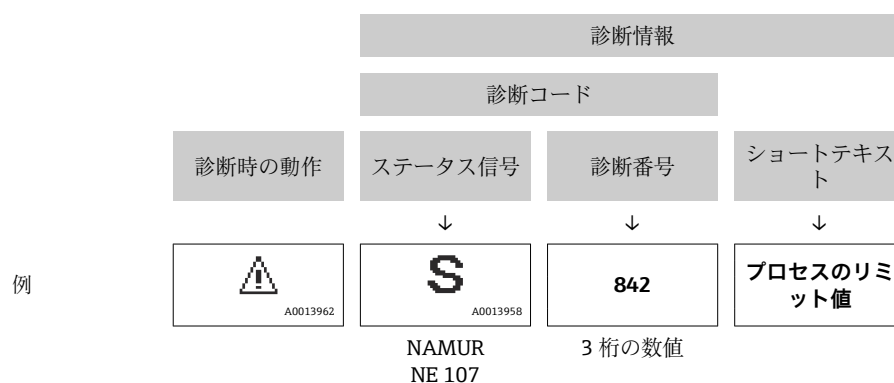 診断情報
診断コード
診断時の動作
ステータス信号
診断番号
ショートテキス
ト
↓
↓
↓
例
A0013962
S
A0013958
842
プロセスのリミ
ット値
NAMUR
NE 107
3 桁の数値